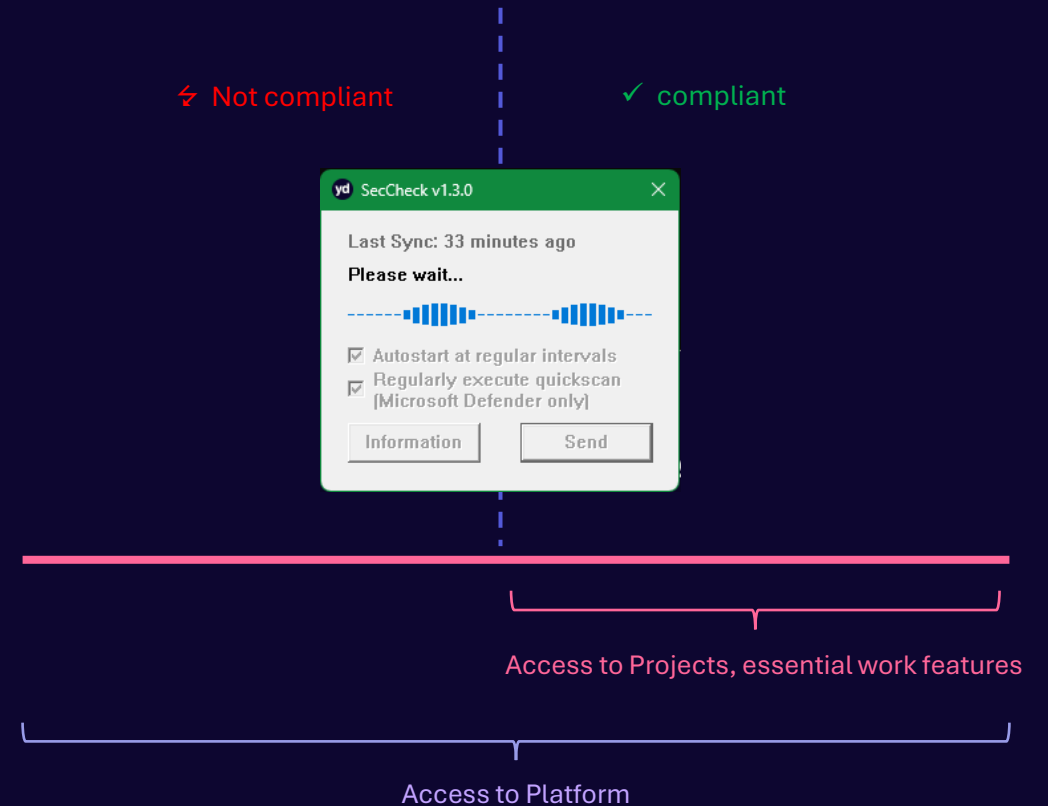 Not compliant
✓ compliant
yd SecCheck v1.3.0
Last Sync: 33 minutes ago
Please wait...
Autostart at regular intervals
Regularly execute quickscan
(Microsoft Defender only)
Information
Send
Access to Projects, essential work features
Access to Platform